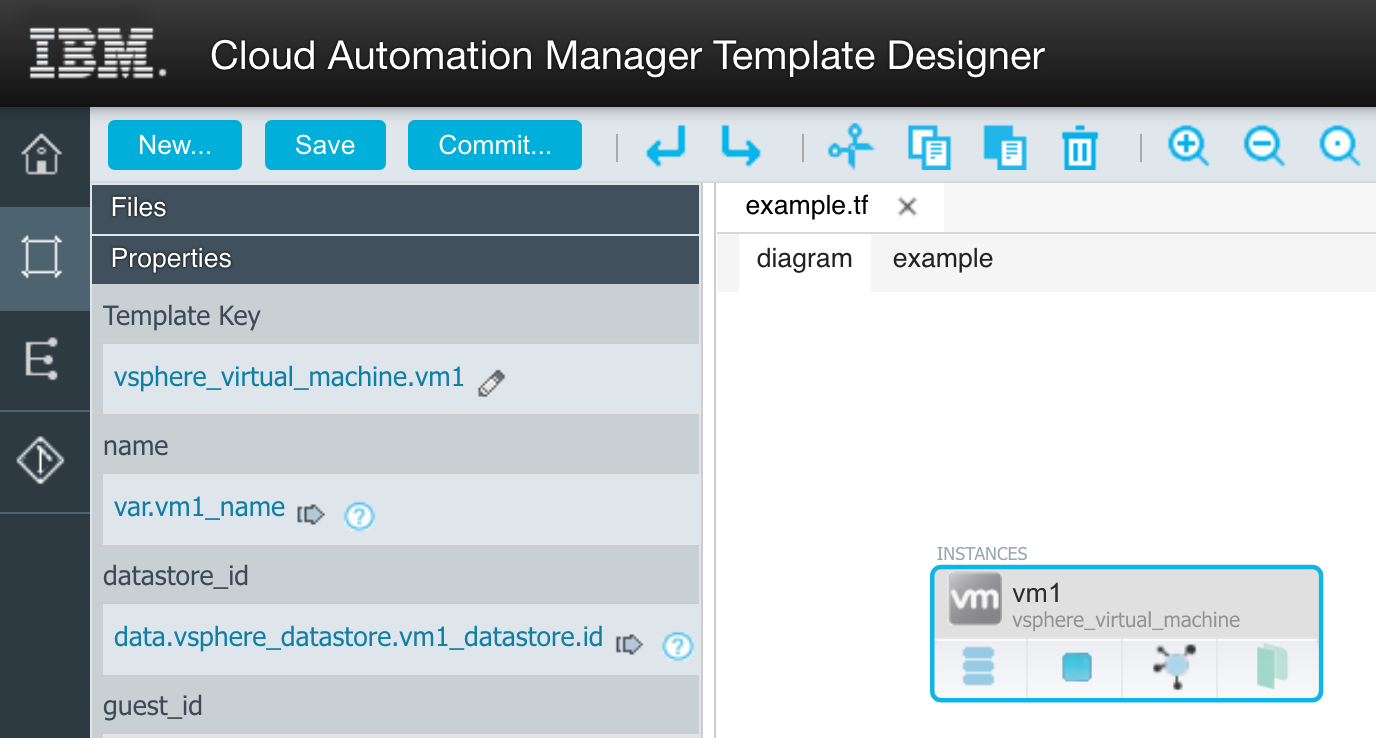 IBM. Cloud Automation Manager Template Designer
New... Save Commit...
Files
Properties
Template Key
vsphere_virtual_machine.vm1
name
var.vm1_name
datastore_id
data.vsphere_datastore.vm1_datastore.id
guest_id
example.tf
diagram example
INSTANCES
vm vm1
vsphere_virtual_machine